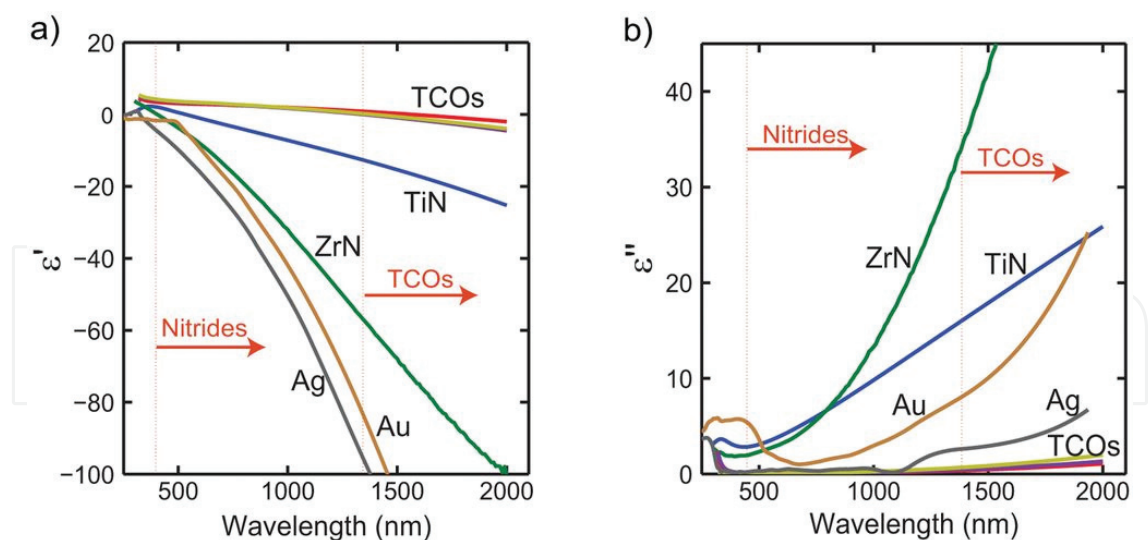 a)
20
0
−20
−40
−60
−80
−100
ε'
500
1000
1500
2000
Wavelength (nm)
TCOs
TiN
ZrN
TCOs
Nitrides
Ag
Au
b)
40
30
20
10
0
ε"
500
1000
1500
2000
Wavelength (nm)
Nitrides
TCOs
ZrN
TiN
Au
Ag
TCOs